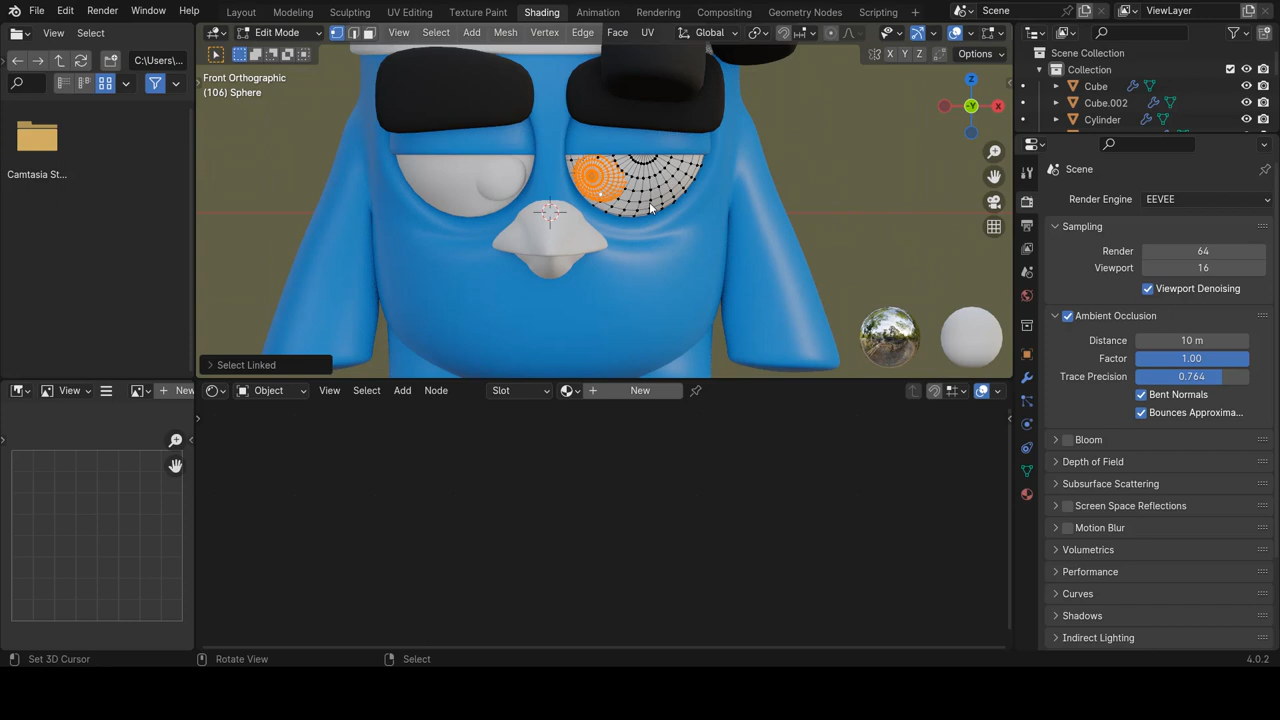 File Edit Render Window Help
Layout Modeling Sculpting UV Editing Texture Paint Shading Animation Rendering Compositing Geometry Nodes Scripting
Scene
ViewLayer
View Select
Edit Mode
View Select Add Mesh Vertex Edge Face UV
Global
C:\Users\...
X Y Z
Options
Camtasia St...
Front Orthographic
(106) Sphere
Z
X
-Y
Select Linked
Scene Collection
Collection
Cube
Cube.002
Cylinder
Scene
Render Engine
EEVEE
Sampling
Render
64
Viewport
16
Viewport Denoising
Ambient Occlusion
Distance
10 m
Factor
1.00
Trace Precision
0.764
Bent Normals
Bounces Approxima...
Bloom
Depth of Field
Subsurface Scattering
Screen Space Reflections
Motion Blur
Volumetrics
Performance
Curves
Shadows
Indirect Lighting
View
New
Object
View Select Add Node
Slot
New
Set 3D Cursor
Rotate View
Select
4.0.2